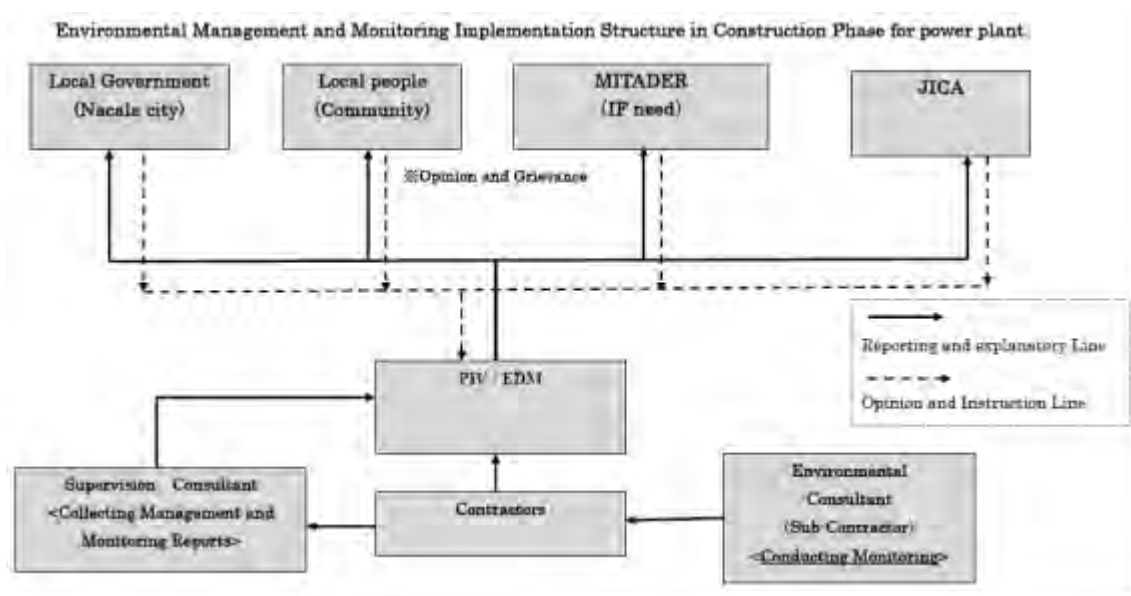 Environmental Management and Monitoring Implementation Structure in Construction Phase for power plant
Local Government
(Nacala city)
Local people
(Community)
MITADER
(IF need)
JICA
※Opinion and Grievance
Reporting and explanatory Line
Opinion and Instruction Line
PIU / EDM
Supervision Consultant
<Collecting Management and
Monitoring Reports>
Contractors
Environmental
Consultant
(Sub Contractor)
<Conducting Monitoring>